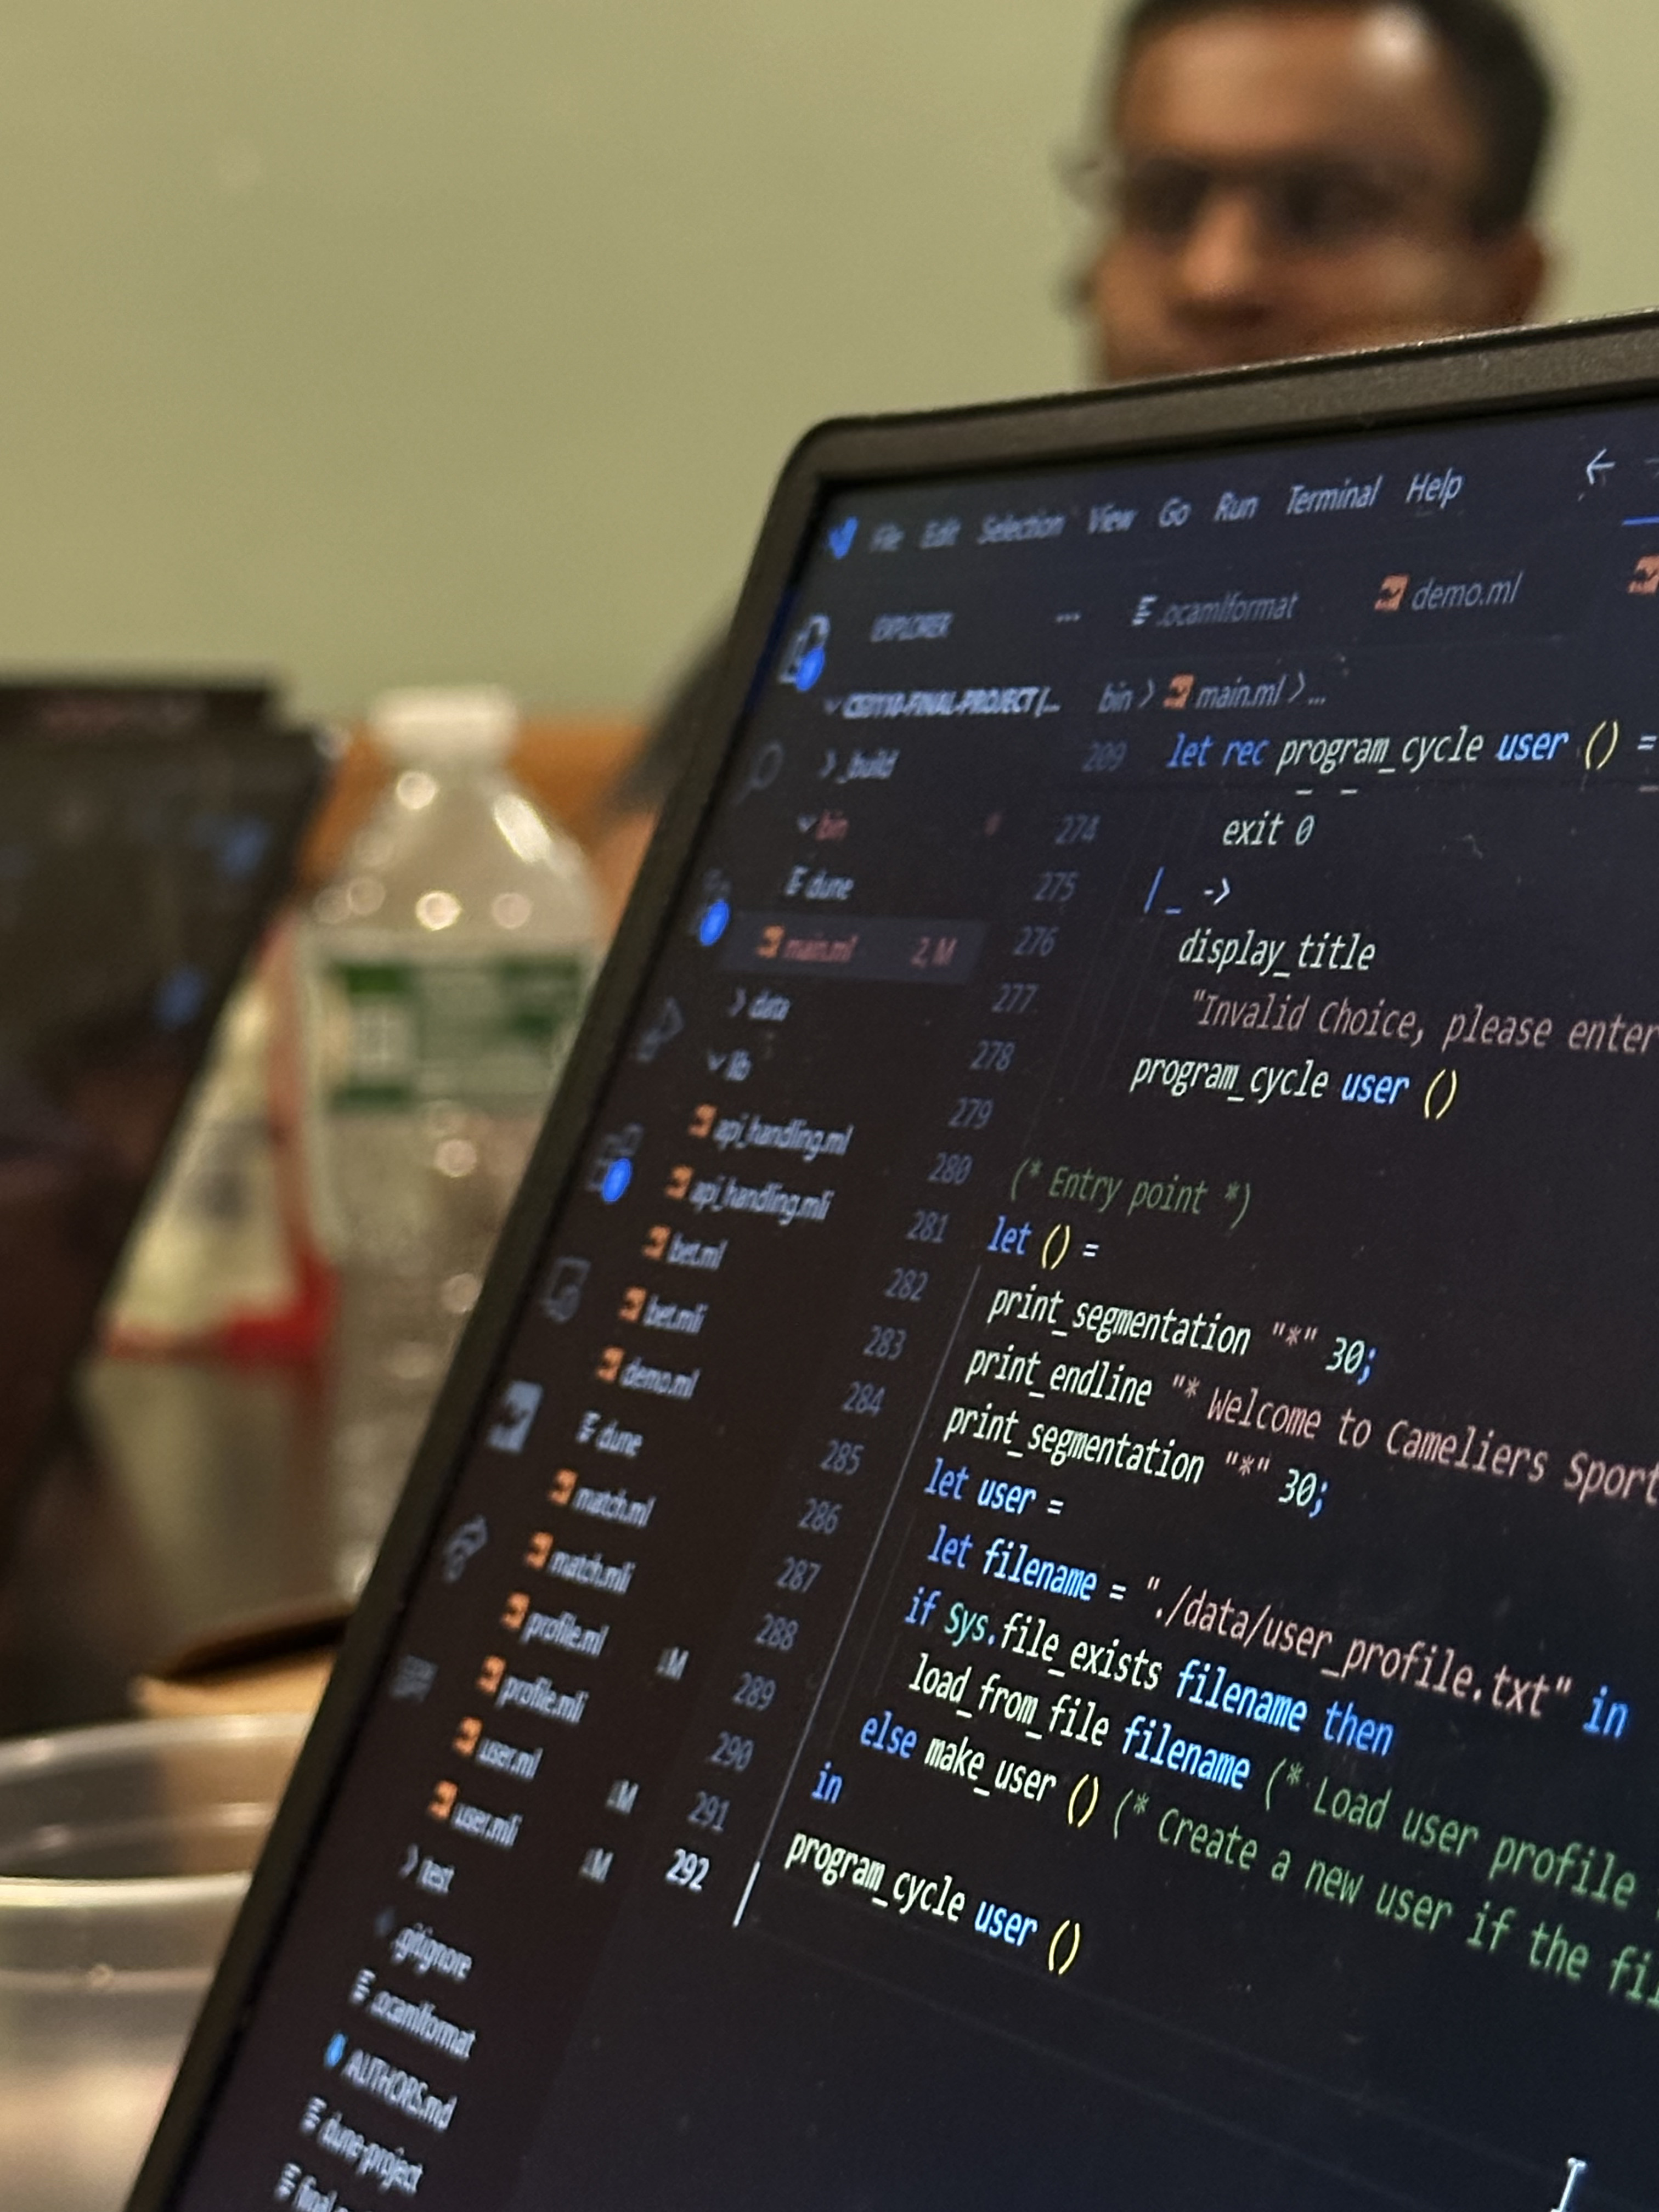 File Edit Selection View Go Run Terminal Help
EXPLORER ... .ocamlformat demo.ml
CS3110-FINAL-PROJECT [...
bin > main.ml > ...
> _build
bin
dune
main.ml 2, M
> data
lib
api_handling.ml
api_handling.mli
bet.ml
bet.mli
demo.ml
dune
match.ml
match.mli
profile.ml
profile.mli M
user.ml
user.mli M
> test M
.gitignore
.ocamlformat
AUTHORS.md
dune-project
209 let rec program_cycle user () =
274 exit 0
275 | _ ->
276 display_title
277 "Invalid Choice, please enter
278 program_cycle user ()
279
280 (* Entry point *)
281 let () =
282 print_segmentation "*" 30;
283 print_endline "* Welcome to Cameliers Sport
284 print_segmentation "*" 30;
285 let user =
286 let filename = "./data/user_profile.txt" in
287 if Sys.file_exists filename then
288 load_from_file filename (* Load user profile
289 else make_user () (* Create a new user if the fil
290 in
291 program_cycle user ()
292